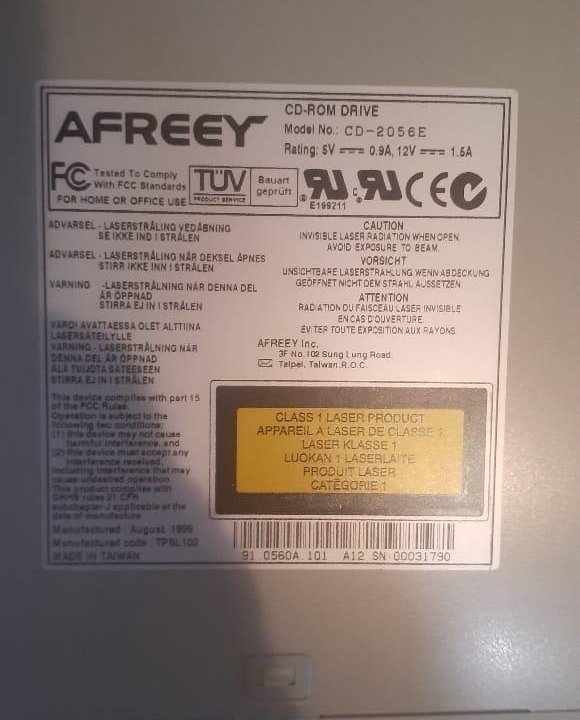 AFREEY
CD-ROM DRIVE
Model No.: CD-2056E
Rating: 5V 0.9A, 12V 1.5A
FC Tested To Comply
With FCC Standards
FOR HOME OR OFFICE USE
TÜV
PRODUCT SERVICE
Bauart
geprüft
E199211
ADVARSEL - LASERSTRÅLING VEDÅBNING
SE IKKE IND I STRÅLEN
ADVARSEL - LASERSTRÅLING NÅR DEKSEL ÅPNES
STIRR IKKE INN I STRÅLEN
VARNING -LASERSTRÅLNING NÄR DENNA DEL
ÄR ÖPPNAD
STIRRA EJ IN I STRÅLEN
VARO! AVATTAESSA OLET ALTTIINA
LASERSÄTEILYLLE
VARNING - LASERSTRÅLNING NÄR
DENNA DEL ÄR ÖPPNAD
ÄLÄ TUIJOTA SÄTEESEEN
STIRRA EJ IN I STRÅLEN
CAUTION
INVISIBLE LASER RADIATION WHEN OPEN
AVOID EXPOSURE TO BEAM.
VORSICHT
UNSICHTBARE LASERSTRAHLUNG, WENN ABDECKUNG
GEÖFFNET NICHT DEM STRAHL AUSSETZEN.
ATTENTION
RADIATION DU FAISCEAU LASER INVISIBLE
EN CAS D'OUVERTURE
EVITER TOUTE EXPOSITION AUX RAYONS.
AFREEY Inc.
3F No.102 Sung Lung Road.
Taipei, Taiwan,R.O.C.
This device complies with part 15
of the FCC Rules.
Operation is subject to the
following two conditions:
(1) this device may not cause
harmful interference, and
(2) this device must accept any
interference received,
including interference that may
cause undesired operation.
This product complies with
DHHS rules 21 CFR
subchapter J applicable at the
date of manufacture.
Manufactured : August, 1999
Manufactured code : TRSL102
MADE IN TAIWAN
CLASS 1 LASER PRODUCT
APPAREIL A LASER DE CLASSE 1
LASER KLASSE 1
LUOKAN 1 LASERLAITE
PRODUIT LASER
CATÉGORIE 1
91 0560A 101 A12 SN:00031790